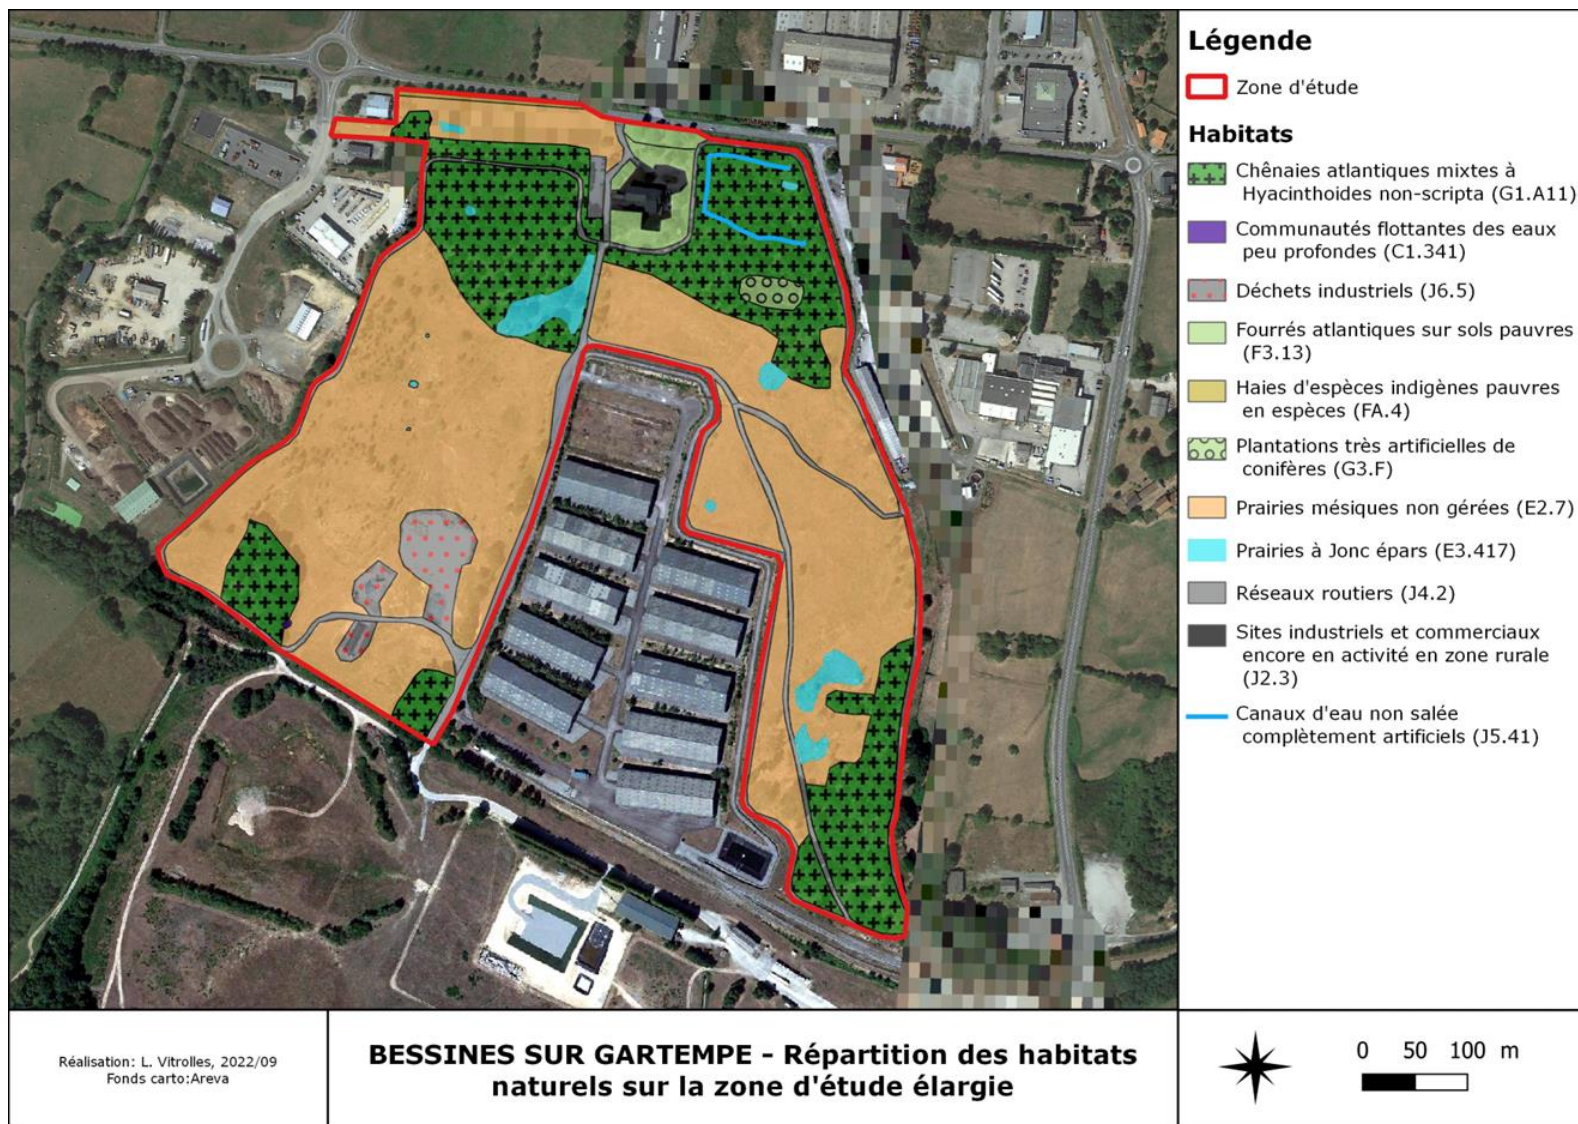 Légende
Zone d'étude
Habitats
Chênaies atlantiques mixtes à
Hyacinthoides non-scripta (G1.A11)
Communautés flottantes des eaux
peu profondes (C1.341)
Déchets industriels (J6.5)
Fourrés atlantiques sur sols pauvres
(F3.13)
Haies d'espèces indigènes pauvres
en espèces (FA.4)
Plantations très artificielles de
conifères (G3.F)
Prairies mésiques non gérées (E2.7)
Prairies à Jonc épars (E3.417)
Réseaux routiers (J4.2)
Sites industriels et commerciaux
encore en activité en zone rurale
(J2.3)
Canaux d'eau non salée
complètement artificiels (J5.41)
Réalisation: L. Vitrolles, 2022/09
Fonds carto:Areva
BESSINES SUR GARTEMPE - Répartition des habitats
naturels sur la zone d'étude élargie
0 50 100 m